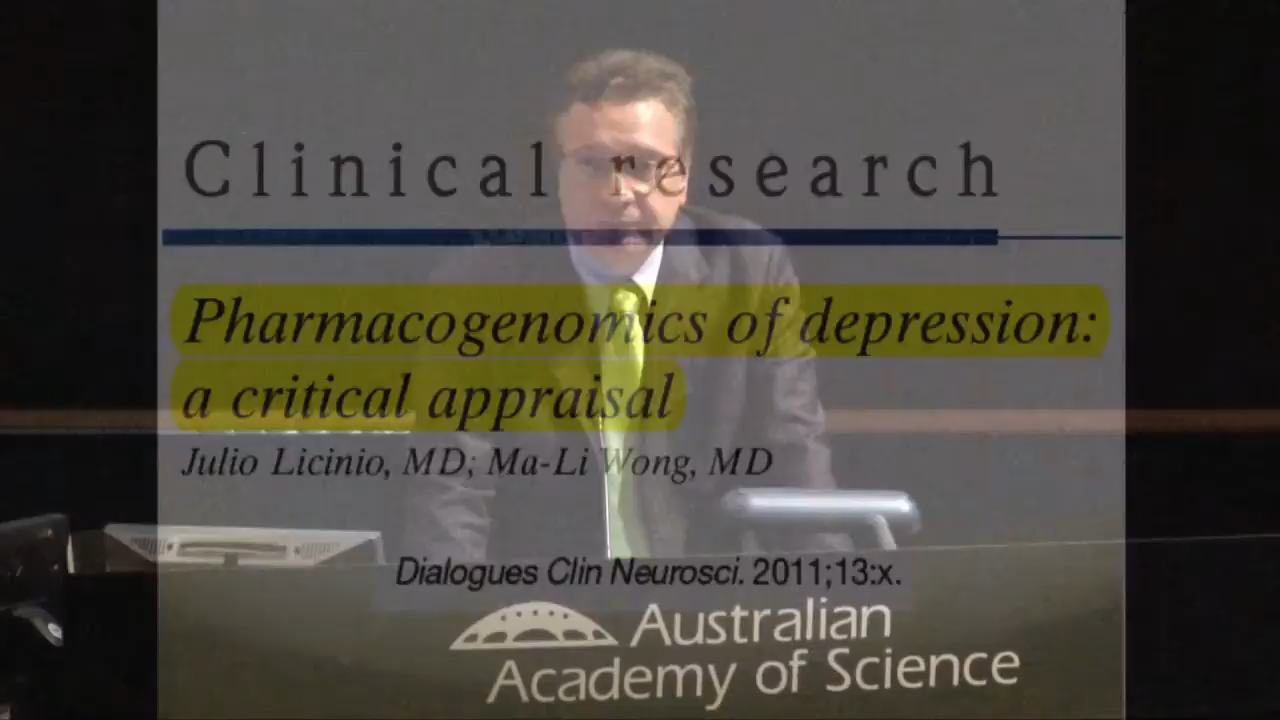 Clinical research
Pharmacogenomics of depression:
a critical appraisal
Julio Licinio, MD; Ma-Li Wong, MD
Dialogues Clin Neurosci. 2011;13:x.
Australian
Academy of Science